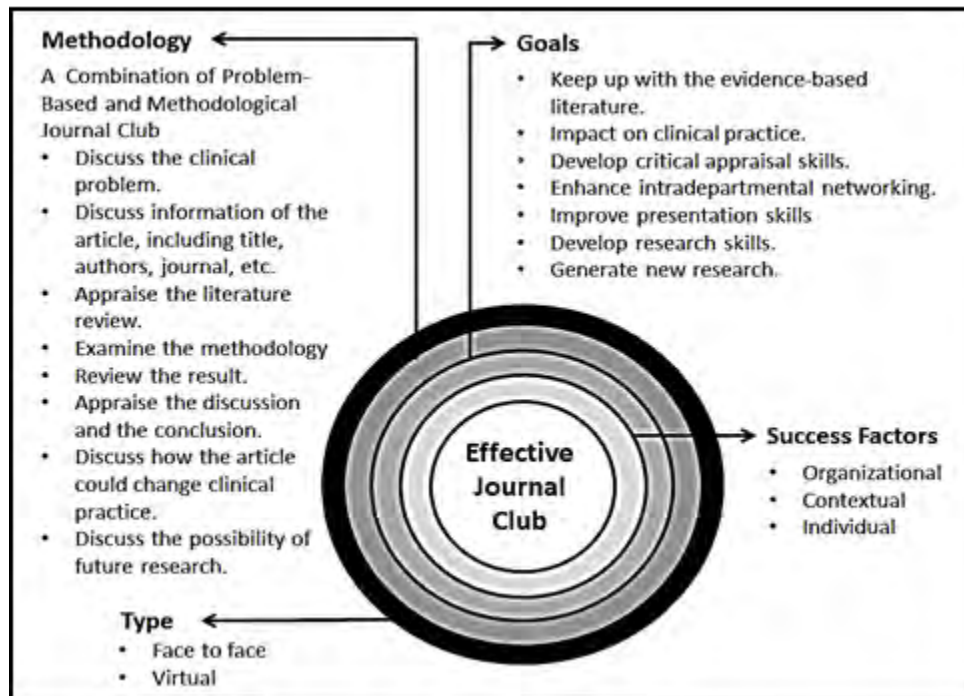 Methodology
A Combination of Problem-
Based and Methodological
Journal Club
• Discuss the clinical
problem.
• Discuss information of the
article, including title,
authors, journal, etc.
• Appraise the literature
review.
• Examine the methodology
• Review the result.
• Appraise the discussion
and the conclusion.
• Discuss how the article
could change clinical
practice.
• Discuss the possibility of
future research.
Goals
• Keep up with the evidence-based
literature.
• Impact on clinical practice.
• Develop critical appraisal skills.
• Enhance intradepartmental networking.
• Improve presentation skills
• Develop research skills.
• Generate new research.
Effective
Journal
Club
Success Factors
• Organizational
• Contextual
• Individual
Type
• Face to face
• Virtual